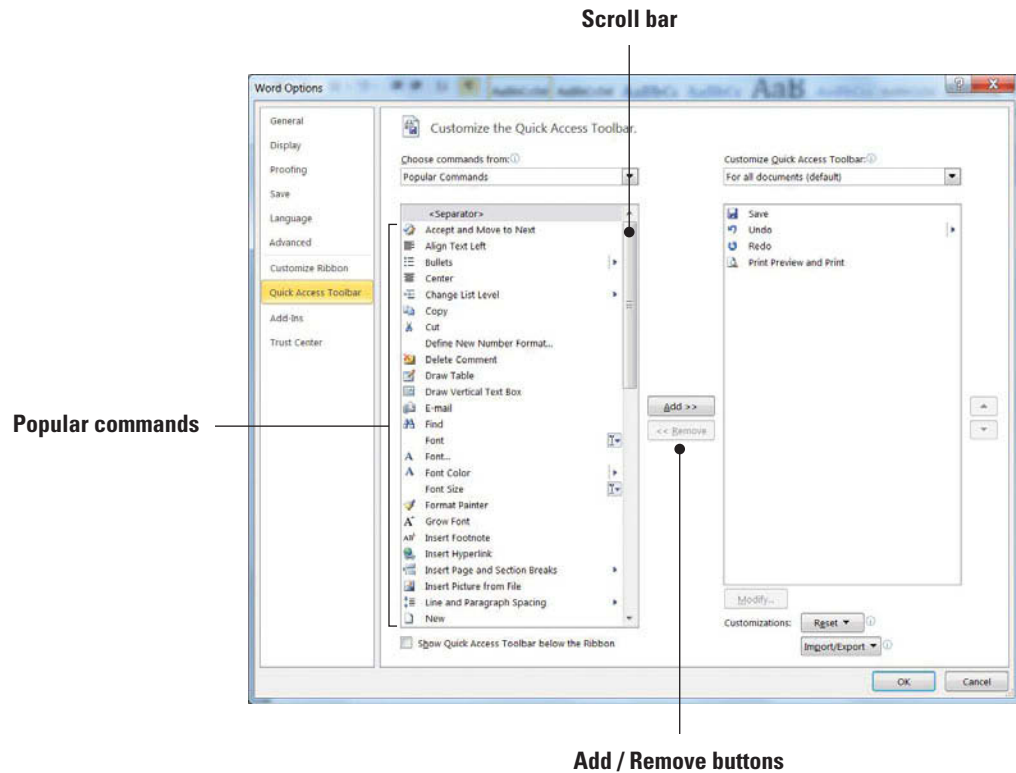 Scroll bar
Word Options
AaB
General
Display
Proofing
Save
Language
Advanced
Customize Ribbon
Quick Access Toolbar
Add-Ins
Trust Center
Customize the Quick Access Toolbar.
Choose commands from:
Popular Commands
<Separator>
Accept and Move to Next
Align Text Left
Bullets
Center
Change List Level
Copy
Cut
Define New Number Format...
Delete Comment
Draw Table
Draw Vertical Text Box
E-mail
Find
Font
Font...
Font Color
Font Size
Format Painter
Grow Font
Insert Footnote
Insert Hyperlink
Insert Page and Section Breaks
Insert Picture from File
Line and Paragraph Spacing
New
Show Quick Access Toolbar below the Ribbon
Add >>
<< Remove
Customize Quick Access Toolbar:
For all documents (default)
Save
Undo
Redo
Print Preview and Print
Modify...
Customizations: Reset
Import/Export
OK Cancel
Popular commands
Add / Remove buttons